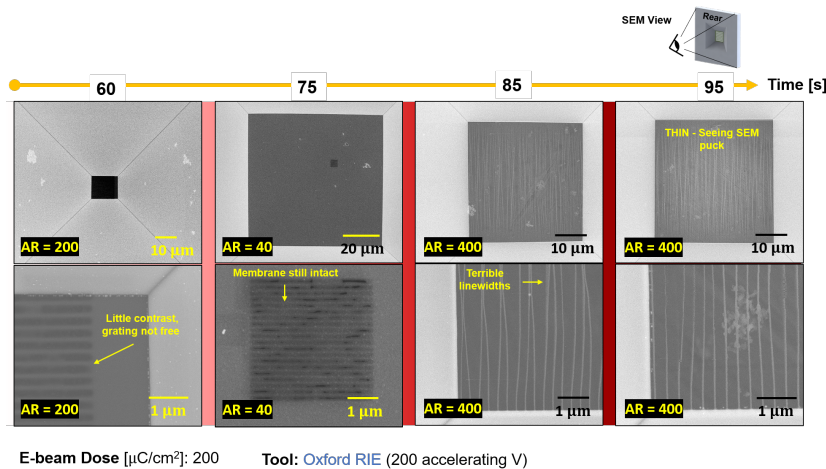 SEM View
Rear
60
75
85
95
Time [s]
THIN - Seeing SEM
puck
AR = 200
10 μm
AR = 40
20 μm
AR = 400
10 μm
AR = 400
10 μm
Little contrast,
grating not free
Membrane still intact
Terrible
linewidths
AR = 200
1 μm
AR = 40
1 μm
AR = 400
1 μm
AR = 400
1 μm
E-beam Dose [μC/cm²]: 200
Tool: Oxford RIE (200 accelerating V)